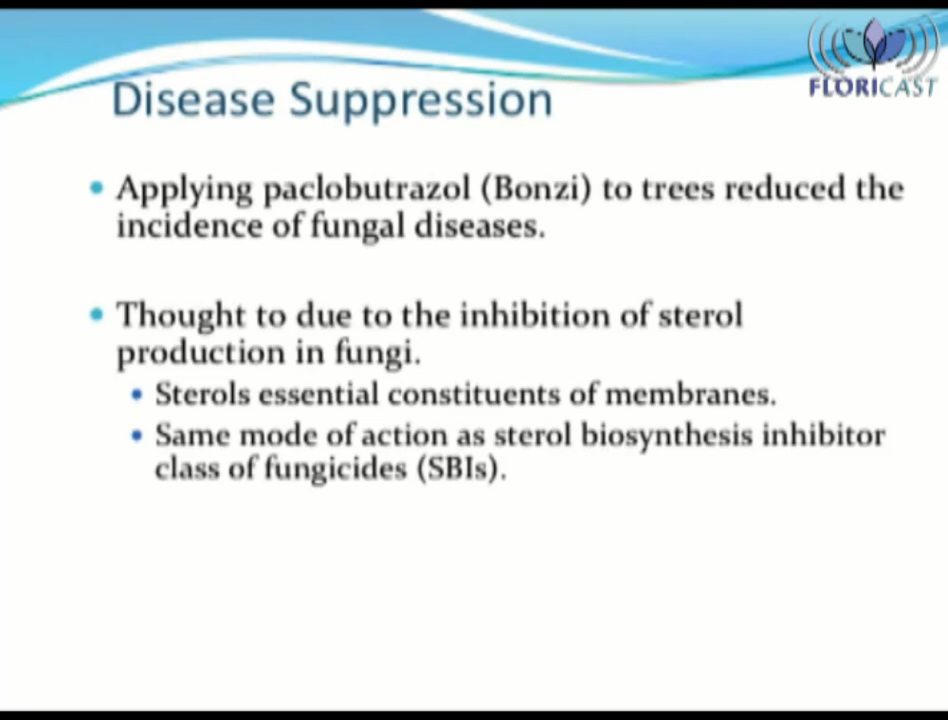 FLORICAST
Disease Suppression
• Applying paclobutrazol (Bonzi) to trees reduced the
incidence of fungal diseases.
• Thought to due to the inhibition of sterol
production in fungi.
• Sterols essential constituents of membranes.
• Same mode of action as sterol biosynthesis inhibitor
class of fungicides (SBIs).